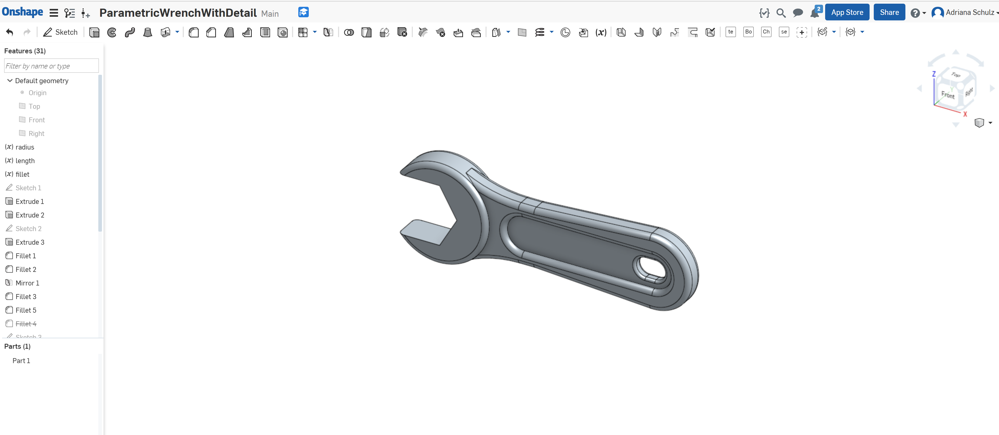 Onshape ParametricWrenchWithDetail Main 2 App Store Share ? Adriana Schulz
Sketch (x) te Bo Ch se
Features (31)
Filter by name or type
Default geometry
Origin
Top
Front
Right
(x) radius
(x) length
(x) fillet
Sketch 1
Extrude 1
Extrude 2
Sketch 2
Extrude 3
Fillet 1
Fillet 2
Mirror 1
Fillet 3
Fillet 5
Fillet 4
Sketch 3
Parts (1)
Part 1
Z
Top
Front
Y
Right
X